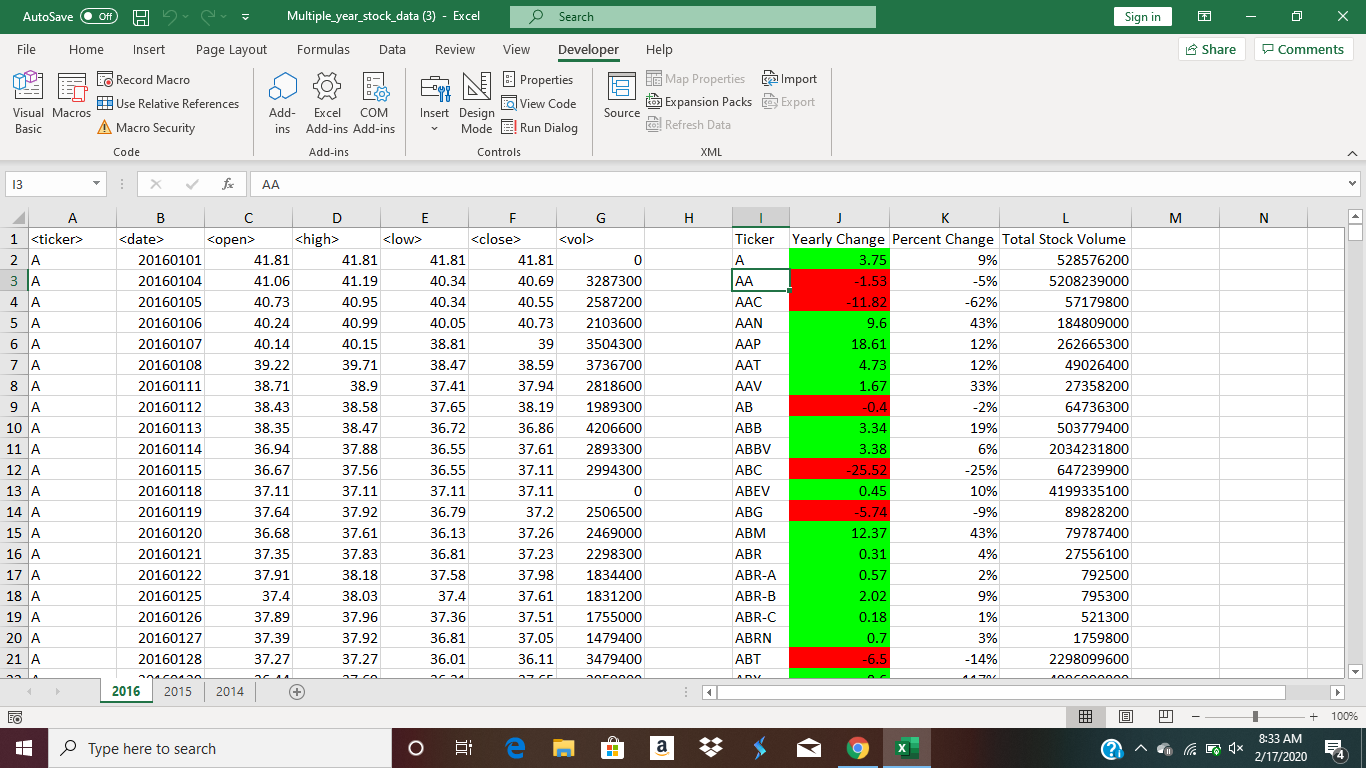 AutoSave Off Multiple_year_stock_data (3) - Excel Search Sign in
File Home Insert Page Layout Formulas Data Review View Developer Help Share Comments
Visual Basic Macros Record Macro Use Relative References Macro Security
Add-ins Excel Add-ins COM Add-ins
Insert Design Mode Properties View Code Run Dialog
Source Map Properties Expansion Packs Refresh Data Import Export
Code Add-ins Controls XML
I3 fx AA
A B C D E F G H I J K L M N
1 <ticker> <date> <open> <high> <low> <close> <vol> Ticker Yearly Change Percent Change Total Stock Volume
2 A 20160101 41.81 41.81 41.81 41.81 0 A 3.75 9% 528576200
3 A 20160104 41.06 41.19 40.34 40.69 3287300 AA -1.53 -5% 5208239000
4 A 20160105 40.73 40.95 40.34 40.55 2587200 AAC -11.82 -62% 57179800
5 A 20160106 40.24 40.99 40.05 40.73 2103600 AAN 9.6 43% 184809000
6 A 20160107 40.14 40.15 38.81 39 3504300 AAP 18.61 12% 262665300
7 A 20160108 39.22 39.71 38.47 38.59 3736700 AAT 4.73 12% 49026400
8 A 20160111 38.71 38.9 37.41 37.94 2818600 AAV 1.67 33% 27358200
9 A 20160112 38.43 38.58 37.65 38.19 1989300 AB -0.4 -2% 64736300
10 A 20160113 38.35 38.47 36.72 36.86 4206600 ABB 3.34 19% 503779400
11 A 20160114 36.94 37.88 36.55 37.61 2893300 ABBV 3.38 6% 2034231800
12 A 20160115 36.67 37.56 36.55 37.11 2994300 ABC -25.52 -25% 647239900
13 A 20160118 37.11 37.11 37.11 37.11 0 ABEV 0.45 10% 4199335100
14 A 20160119 37.64 37.92 36.79 37.2 2506500 ABG -5.74 -9% 89828200
15 A 20160120 36.68 37.61 36.13 37.26 2469000 ABM 12.37 43% 79787400
16 A 20160121 37.35 37.83 36.81 37.23 2298300 ABR 0.31 4% 27556100
17 A 20160122 37.91 38.18 37.58 37.98 1834400 ABR-A 0.57 2% 792500
18 A 20160125 37.4 38.03 37.4 37.61 1831200 ABR-B 2.02 9% 795300
19 A 20160126 37.89 37.96 37.36 37.51 1755000 ABR-C 0.18 1% 521300
20 A 20160127 37.39 37.92 36.81 37.05 1479400 ABRN 0.7 3% 1759800
21 A 20160128 37.27 37.27 36.01 36.11 3479400 ABT -6.5 -14% 2298099600
2016 2015 2014
100%
Type here to search 8:33 AM
2/17/2020 4